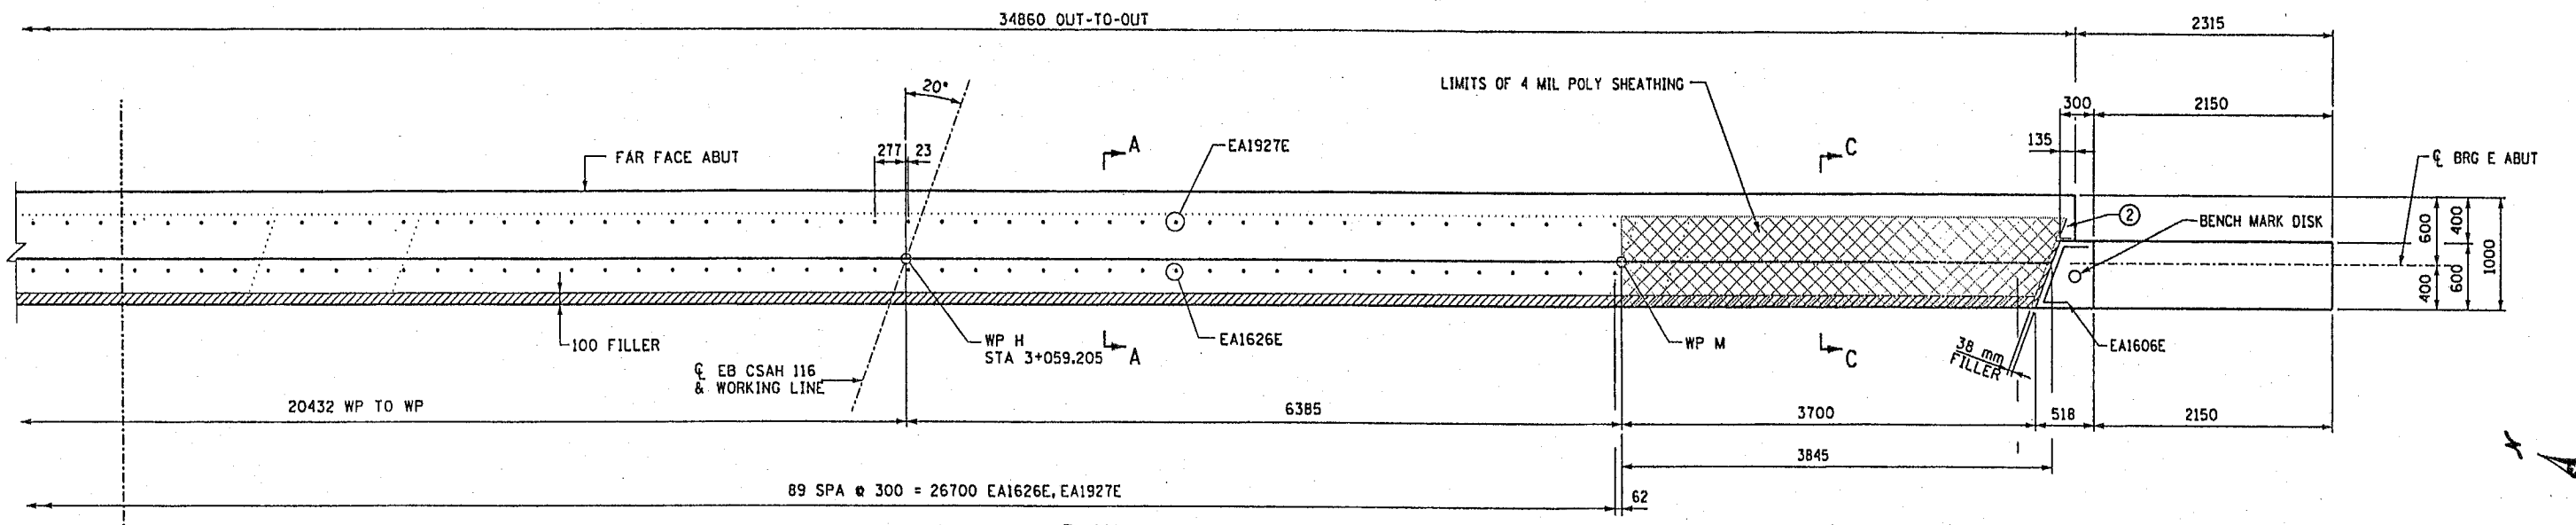 34860 OUT-TO-OUT
2315
20°
LIMITS OF 4 MIL POLY SHEATHING
300
2150
277
23
A
EA1927E
C
135
FAR FACE ABUT
℄ BRG E ABUT
2
BENCH MARK DISK
600
400
1000
400
600
100 FILLER
WP H
STA 3+059.205
A
EA1626E
WP M
C
38 mm
FILLER
EA1606E
℄ EB CSAH 116
& WORKING LINE
20432 WP TO WP
6385
3700
518
2150
3845
89 SPA @ 300 = 26700 EA1626E, EA1927E
62